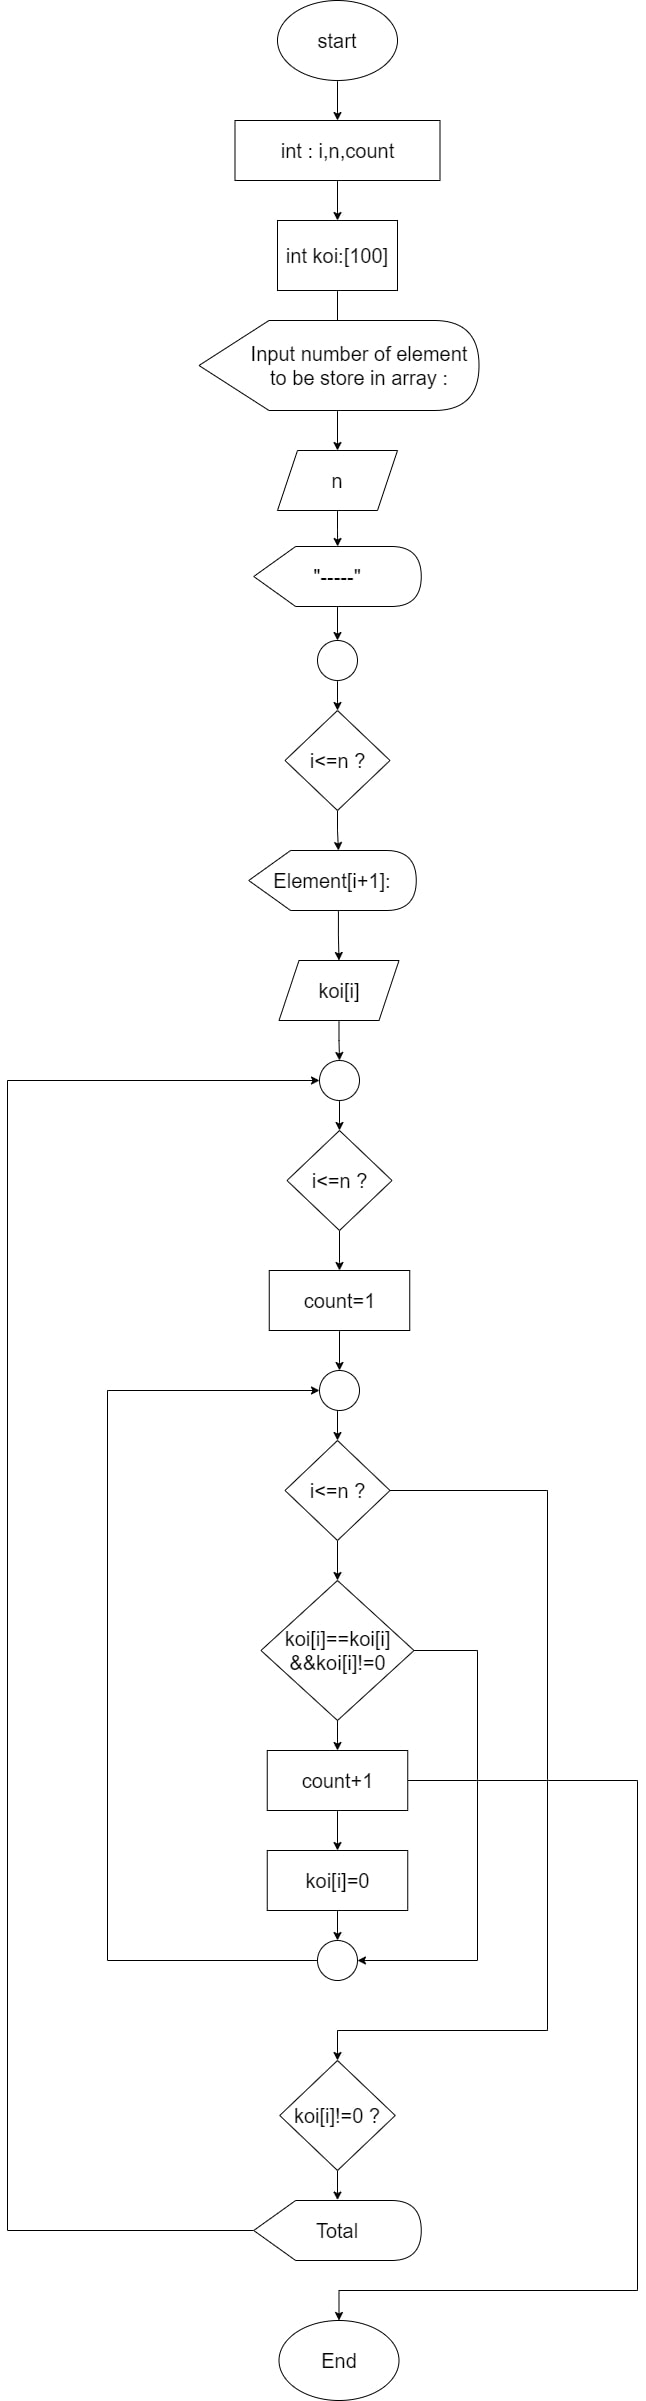 start
int : i,n,count
int koi:[100]
Input number of element
to be store in array :
n
"-----"
i<=n ?
Element[i+1]:
koi[i]
i<=n ?
count=1
i<=n ?
koi[i]==koi[i]
&&koi[i]!=0
count+1
koi[i]=0
koi[i]!=0 ?
Total
End